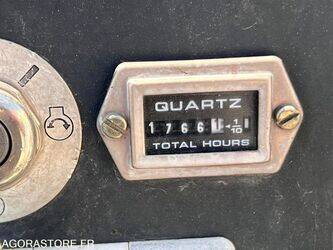 QUARTZ
1766 1/10
TOTAL HOURS
AGORASTORE.FR